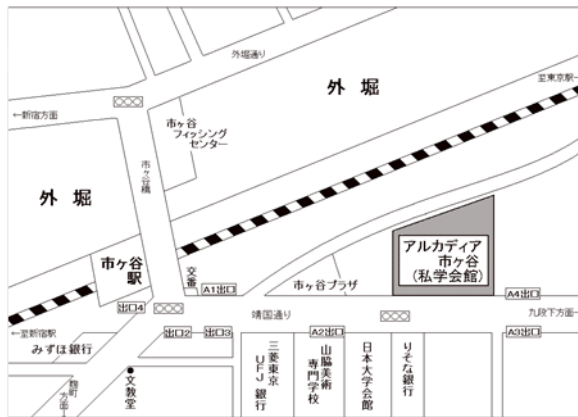 外堀通り
至東京駅→
外 堀
←新宿方面
市ヶ谷
フィッシング
センター
市ヶ谷橋
外 堀
市ヶ谷
駅
交番
A1出口
市ヶ谷プラザ
アルカディア
市ヶ谷
(私学会館)
A4出口
出口4
靖国通り
九段下方面→
←至新宿駅
みずほ銀行
出口2
出口3
A2出口
A3出口
麹町
方面
文教堂
三菱東京
UFJ銀行
山脇美術
専門学校
日本大学会館
りそな銀行